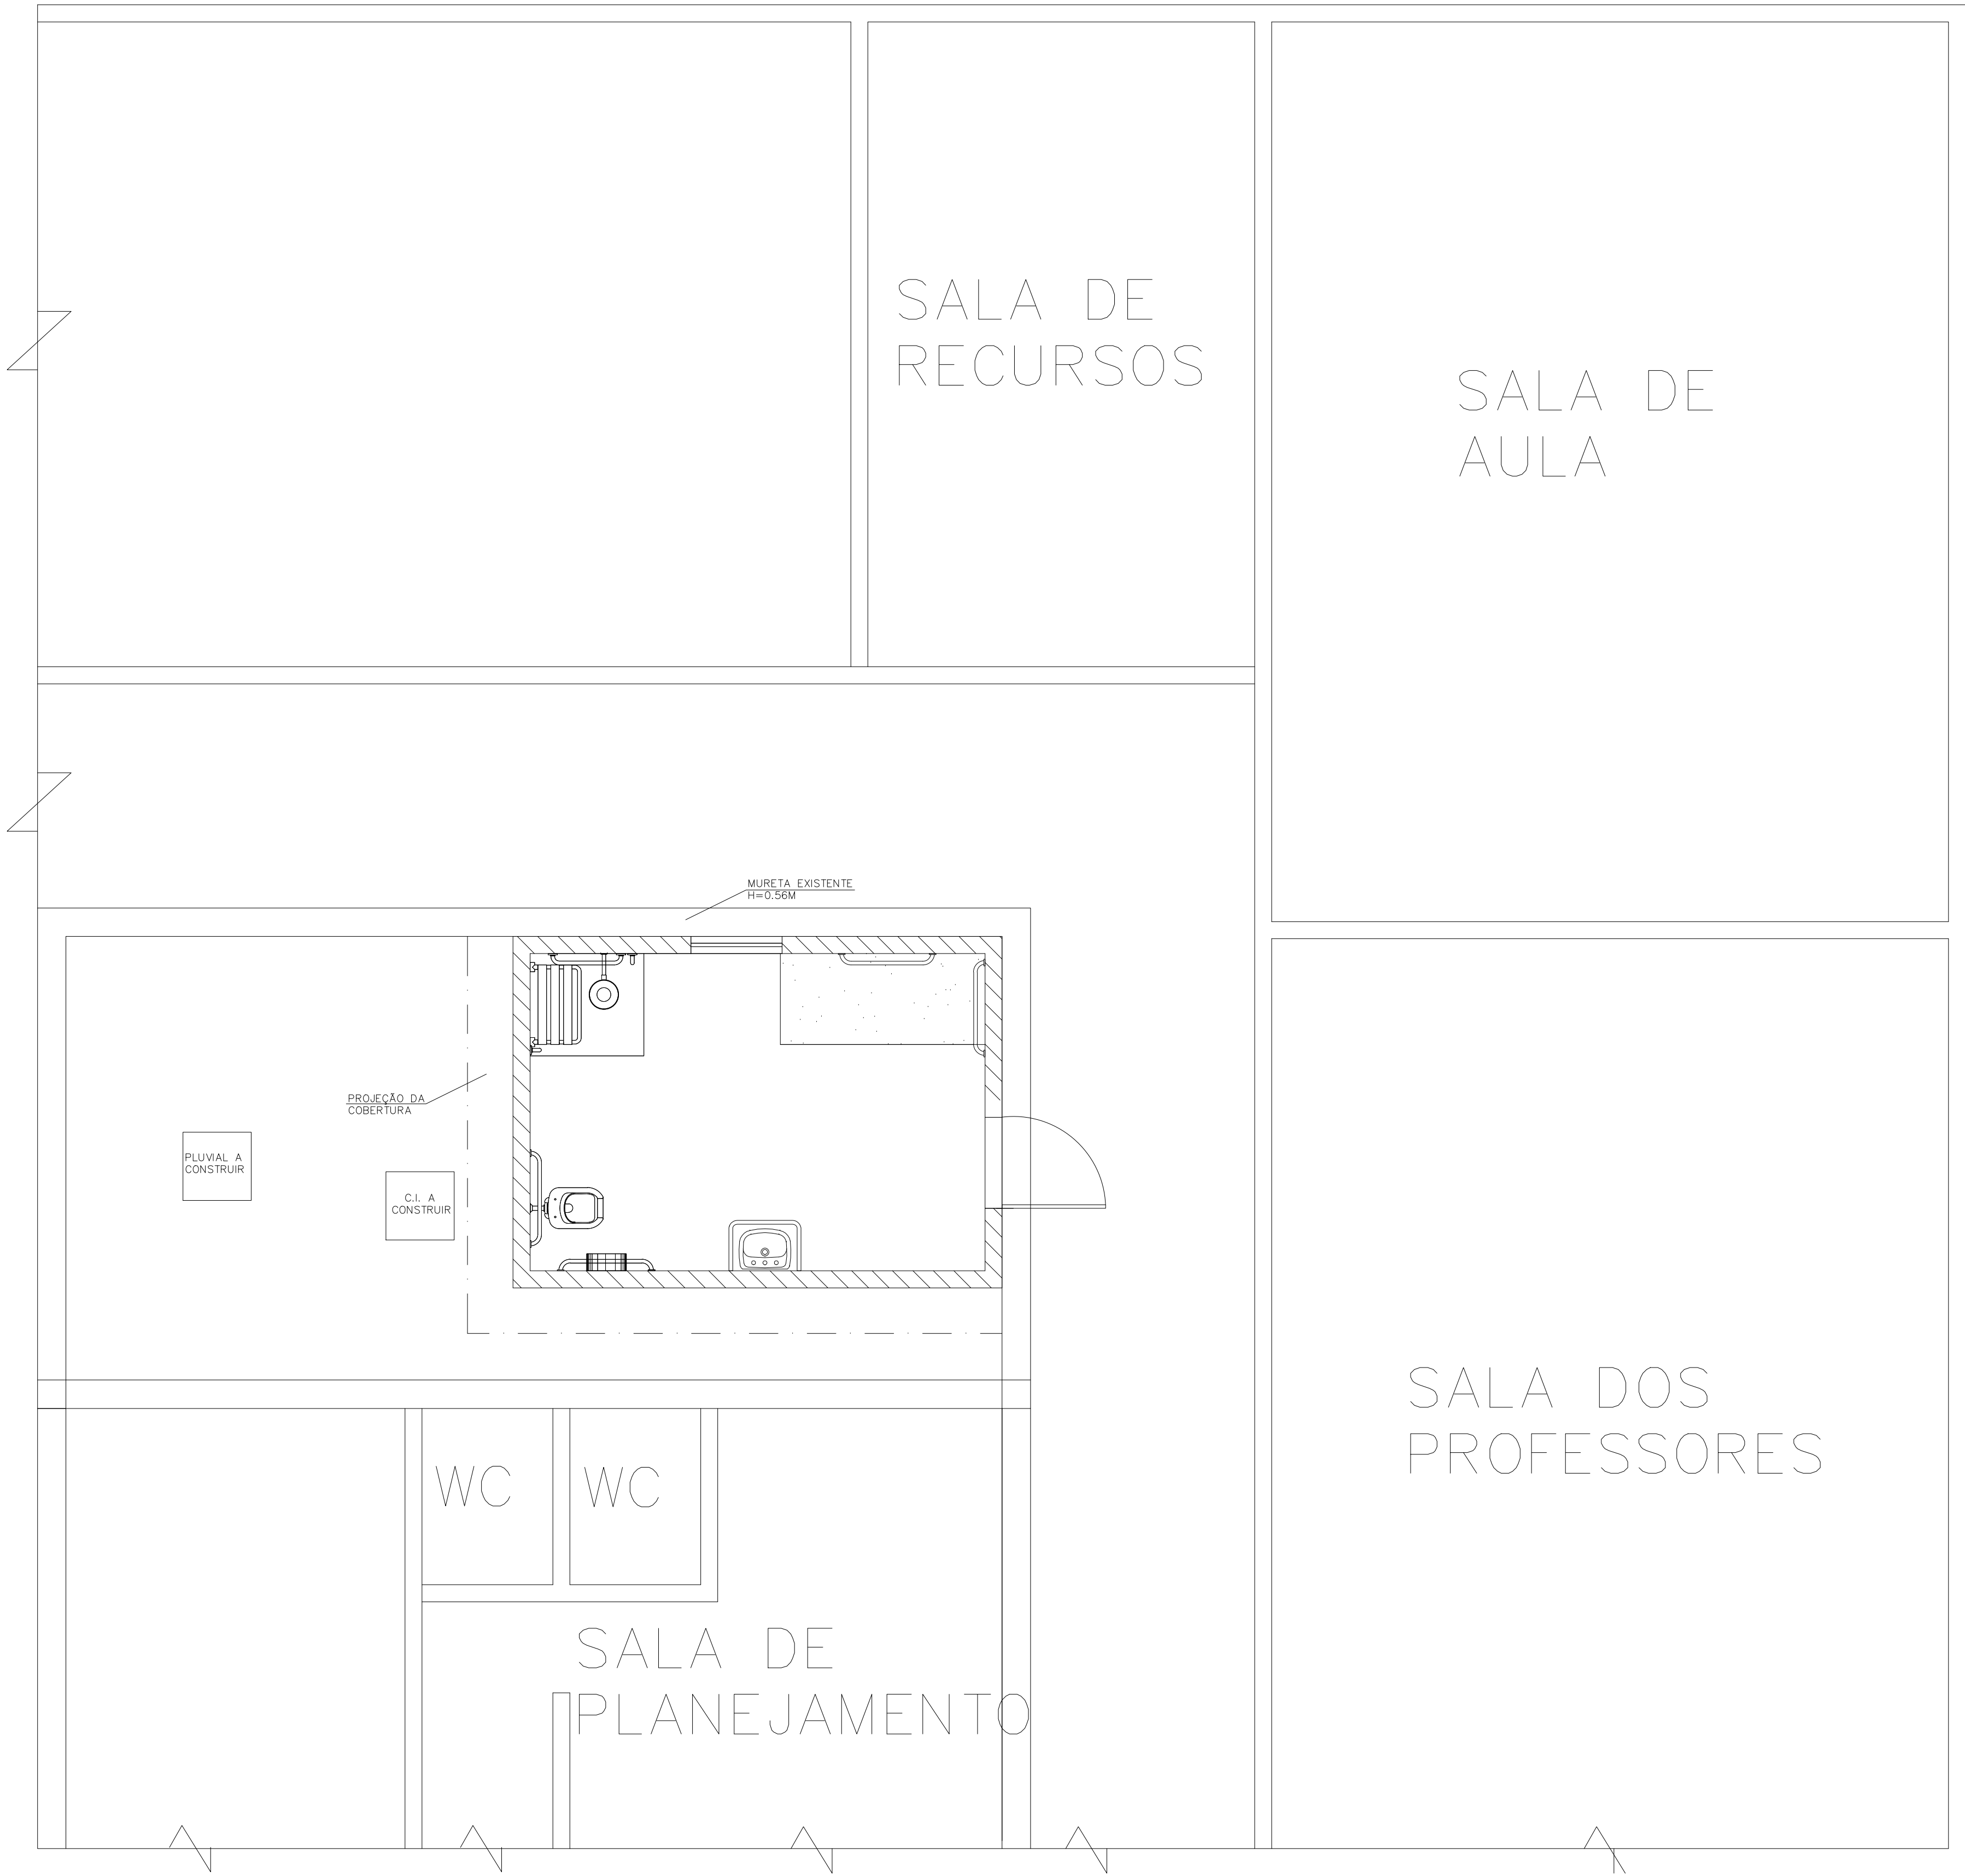 SALA DE
RECURSOS
SALA DE
AULA
MURETA EXISTENTE
H=0.56M
PROJEÇÃO DA
COBERTURA
PLUVIAL A
CONSTRUIR
C.I. A
CONSTRUIR
SALA DOS
PROFESSORES
WC
WC
SALA DE
PLANEJAMENTO